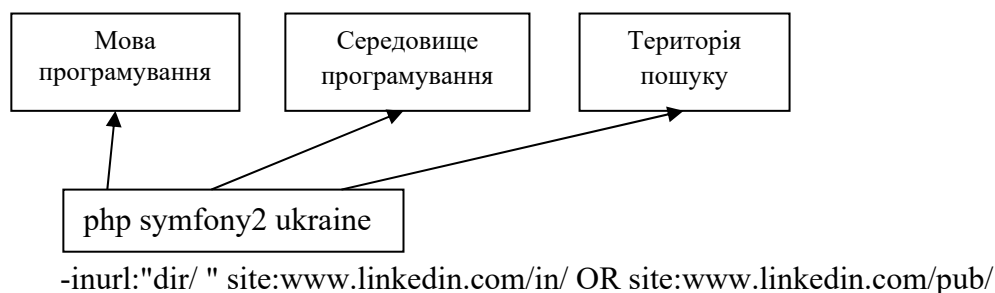 Мова
програмування
Середовище
програмування
Територія
пошуку
php symfony2 ukraine
-inurl:"dir/ " site:www.linkedin.com/in/ OR site:www.linkedin.com/pub/